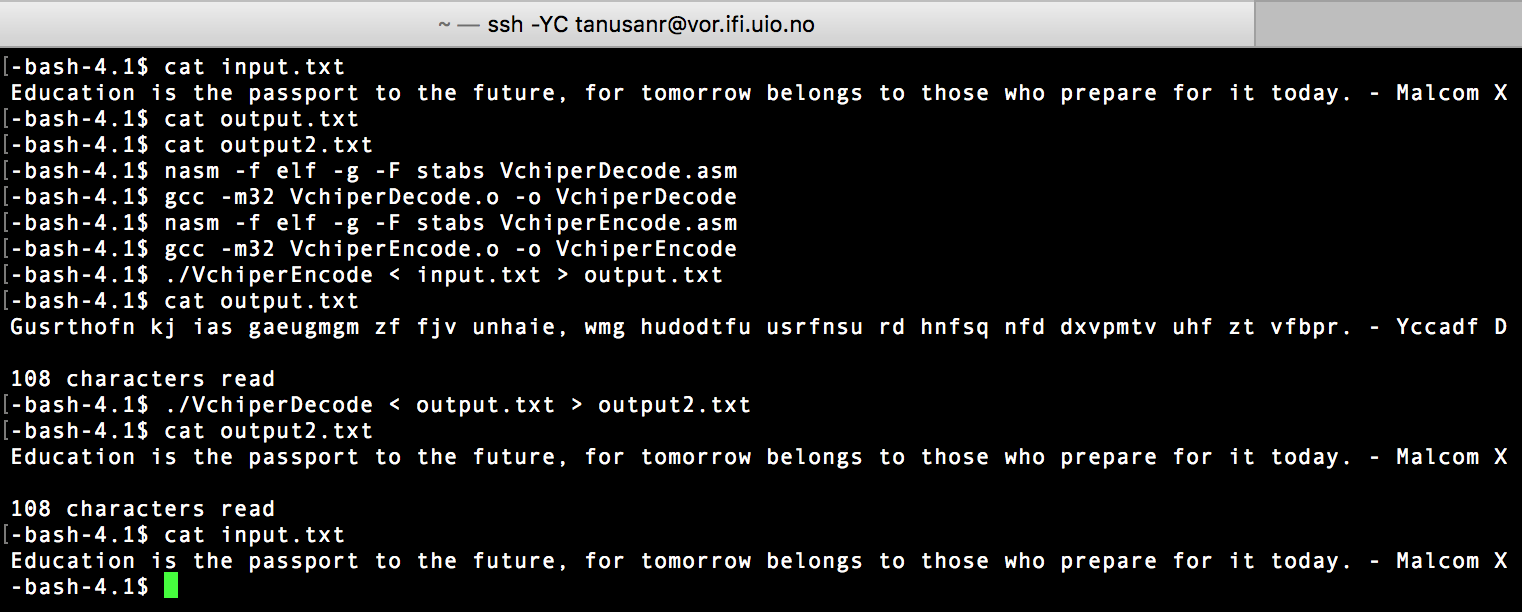 ~ — ssh -YC tanusanr@vor.ifi.uio.no
[-bash-4.1$ cat input.txt
Education is the passport to the future, for tomorrow belongs to those who prepare for it today. - Malcom X
[-bash-4.1$ cat output.txt
[-bash-4.1$ cat output2.txt
[-bash-4.1$ nasm -f elf -g -F stabs VchiperDecode.asm
[-bash-4.1$ gcc -m32 VchiperDecode.o -o VchiperDecode
[-bash-4.1$ nasm -f elf -g -F stabs VchiperEncode.asm
[-bash-4.1$ gcc -m32 VchiperEncode.o -o VchiperEncode
[-bash-4.1$ ./VchiperEncode < input.txt > output.txt
[-bash-4.1$ cat output.txt
Gusrthofn kj ias gaeugmgm zf fjv unhaie, wmg hudodtfu usrfnsu rd hnfsq nfd dxvpmtv uhf zt vfbpr. - Yccadf D
108 characters read
[-bash-4.1$ ./VchiperDecode < output.txt > output2.txt
[-bash-4.1$ cat output2.txt
Education is the passport to the future, for tomorrow belongs to those who prepare for it today. - Malcom X
108 characters read
[-bash-4.1$ cat input.txt
Education is the passport to the future, for tomorrow belongs to those who prepare for it today. - Malcom X
-bash-4.1$